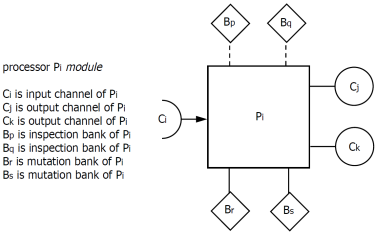 Bp
Bq
processor Pi module
Ci is input channel of Pi
Cj is output channel of Pi
Ck is output channel of Pi
Bp is inspection bank of Pi
Bq is inspection bank of Pi
Br is mutation bank of Pi
Bs is mutation bank of Pi
Ci
Pi
Cj
Ck
Br
Bs